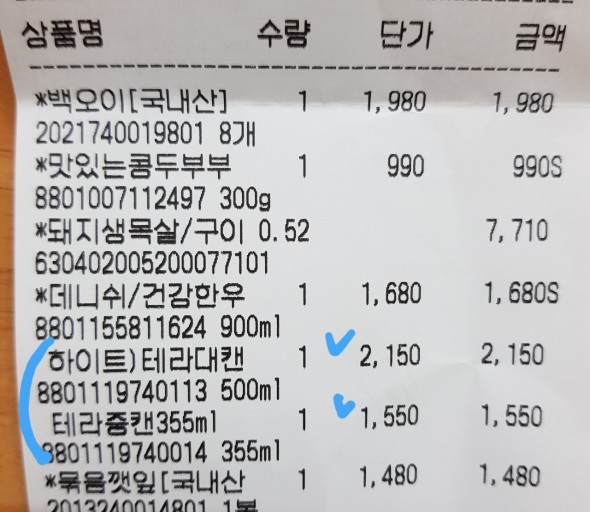 상품명 수량 단가 금액
*백오이[국내산] 1 1,980 1,980
2021740019801 8개
*맛있는콩두부부 1 990 990S
8801007112497 300g
*돼지생목살/구이 0.52 7,710
630402005200077101
*데니쉬/건강한우 1 1,680 1,680S
8801155811624 900ml
하이트)테라대캔 1 2,150 2,150
8801119740113 500ml
테라중캔355ml 1 1,550 1,550
8801119740014 355ml
*묶음깻잎[국내산 1 1,480 1,480
2013240014801 1봉